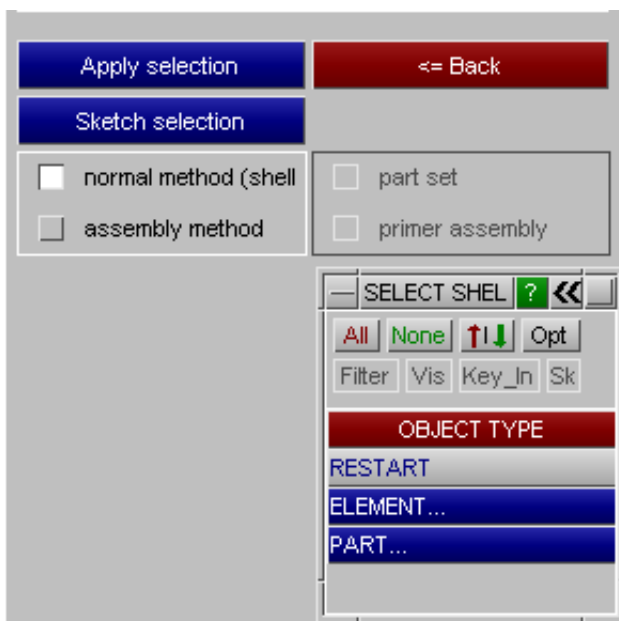 Apply selection
<= Back
Sketch selection
normal method (shell
part set
assembly method
primer assembly
SELECT SHEL ?
All None Opt
Filter Vis Key_In Sk
OBJECT TYPE
RESTART
ELEMENT...
PART...